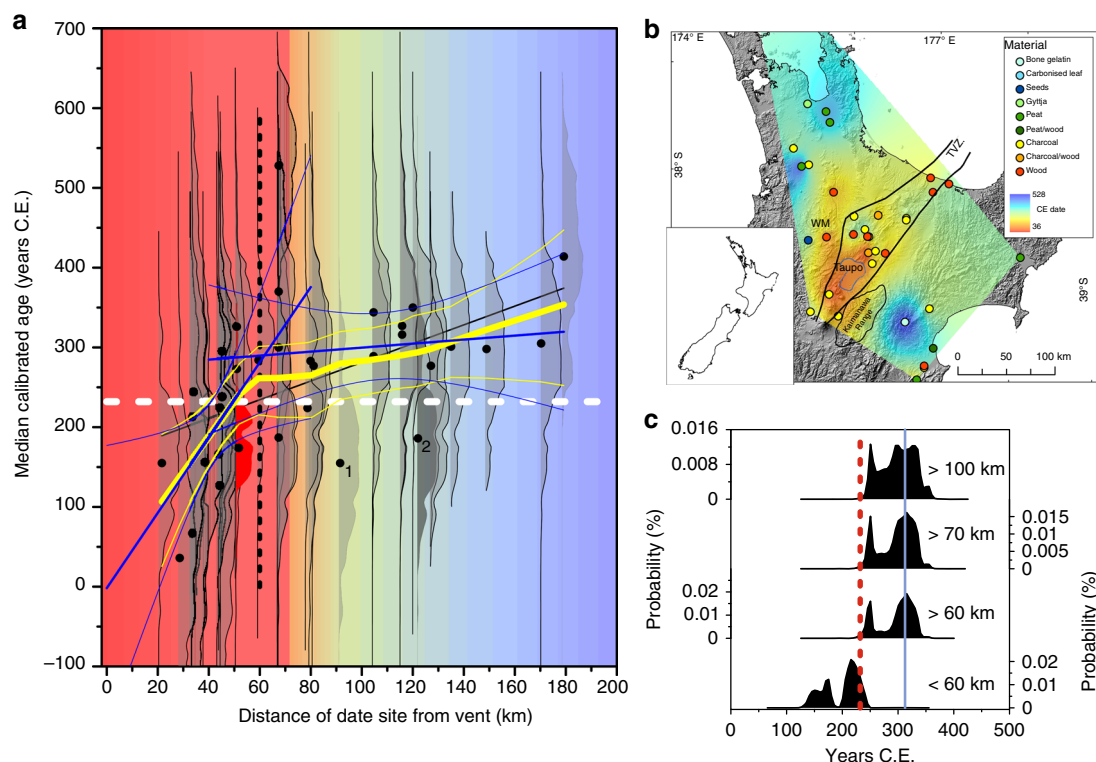 a
700
600
500
400
300
200
100
0
−100
Median calibrated age (years C.E.)
1
2
0 20 40 60 80 100 120 140 160 180 200
Distance of date site from vent (km)
b
174° E
177° E
38° S
39°S
TVZ
WM
Taupo
Kaimanawa
Range
Material
Bone gelatin
Carbonised leaf
Seeds
Gyttja
Peat
Peat/wood
Charcoal
Charcoal/wood
Wood
528
CE date
36
0 50 100 km
c
0.016
0.008
0
> 100 km
0.015
0.005
0
> 70 km
0.02
0.01
0
> 60 km
0.02
0.01
0
< 60 km
Probability (%)
Probability (%)
0 100 200 300 400 500
Years C.E.